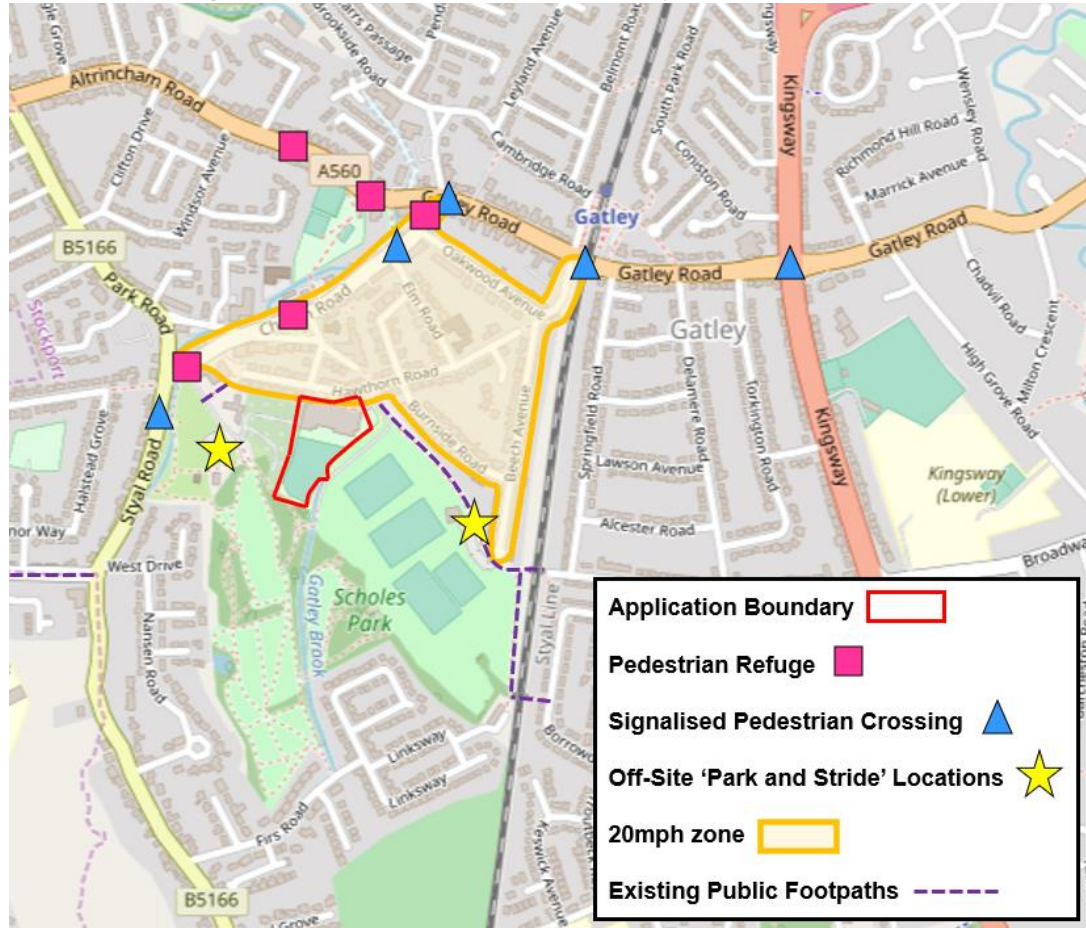 Altrincham Road
A560
Clifton Drive
Windsor Avenue
B5166
Park Road
Stockport
Brookside Road
Leyland Avenue
Belmont Road
South Park Road
Cambridge Road
Coniston Road
Kingsway
Richmond Hill Road
Marrick Avenue
Wensley Road
Gatley
Gatley Road
Gatley Road
Gatley Road
Oakwood Avenue
Elm Road
Gatley
Chadvil Road
Milton Crescent
High Grove Road
Hawthorn Road
Burnside Road
Beech Avenue
Springfield Road
Delamere Road
Torkington Road
Kingsway
Kingsway
(Lower)
Halstead Grove
Styal Road
Lawson Avenue
Alcester Road
West Drive
Nansen Road
Gatley Brook
Scholes
Park
Styal Line
Linksway
Linksway
Firs Road
Keswick Avenue
B5166
Application Boundary
Pedestrian Refuge
Signalised Pedestrian Crossing
Off-Site ‘Park and Stride’ Locations
20mph zone
Existing Public Footpaths